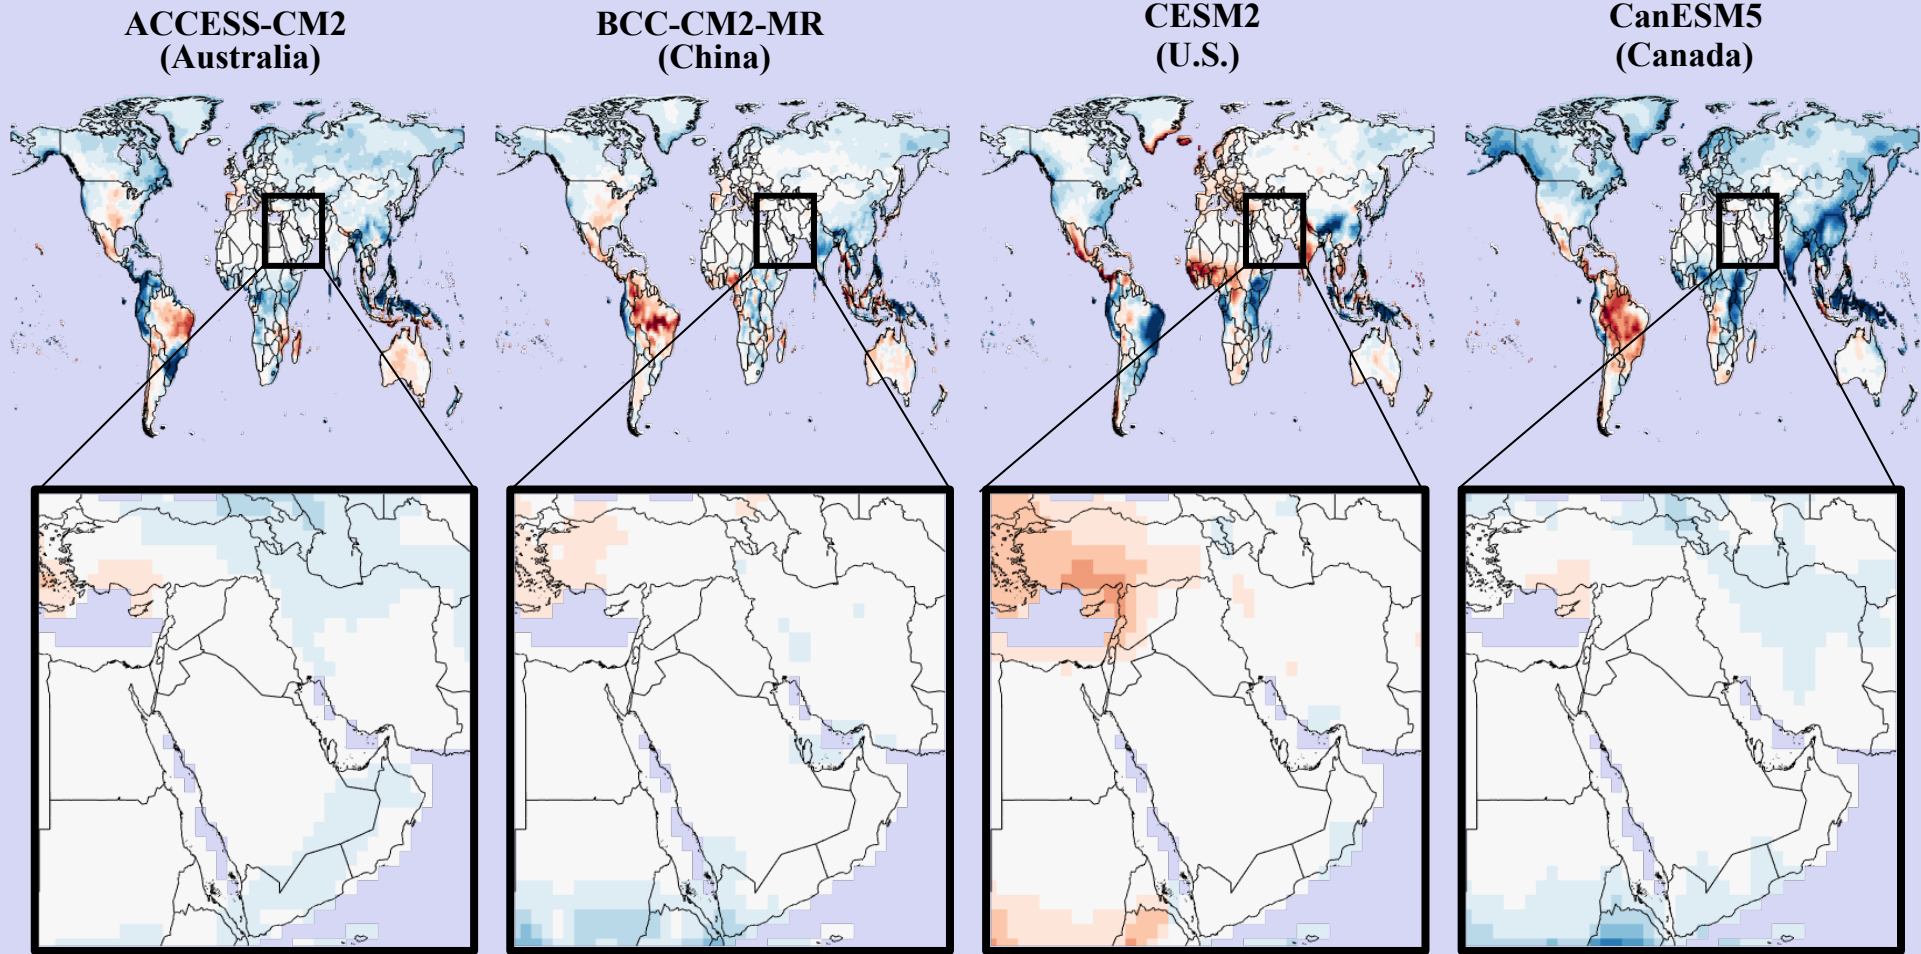 ACCESS-CM2
(Australia)
BCC-CM2-MR
(China)
CESM2
(U.S.)
CanESM5
(Canada)